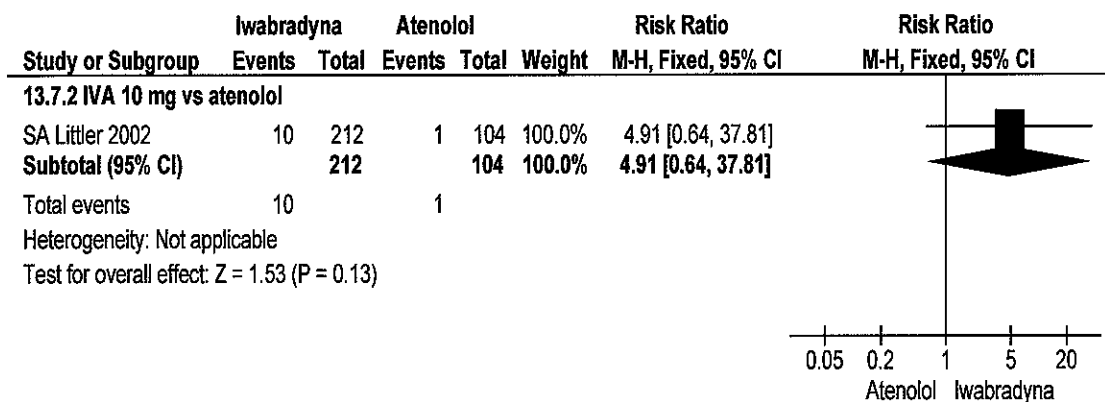 Iwabradyna Atenolol Risk Ratio Risk Ratio
Study or Subgroup Events Total Events Total Weight M-H, Fixed, 95% CI M-H, Fixed, 95% CI
13.7.2 IVA 10 mg vs atenolol
SA Littler 2002 10 212 1 104 100.0% 4.91 [0.64, 37.81]
Subtotal (95% CI) 212 104 100.0% 4.91 [0.64, 37.81]
Total events 10 1
Heterogeneity: Not applicable
Test for overall effect: Z = 1.53 (P = 0.13)
0.05 0.2 1 5 20
Atenolol Iwabradyna